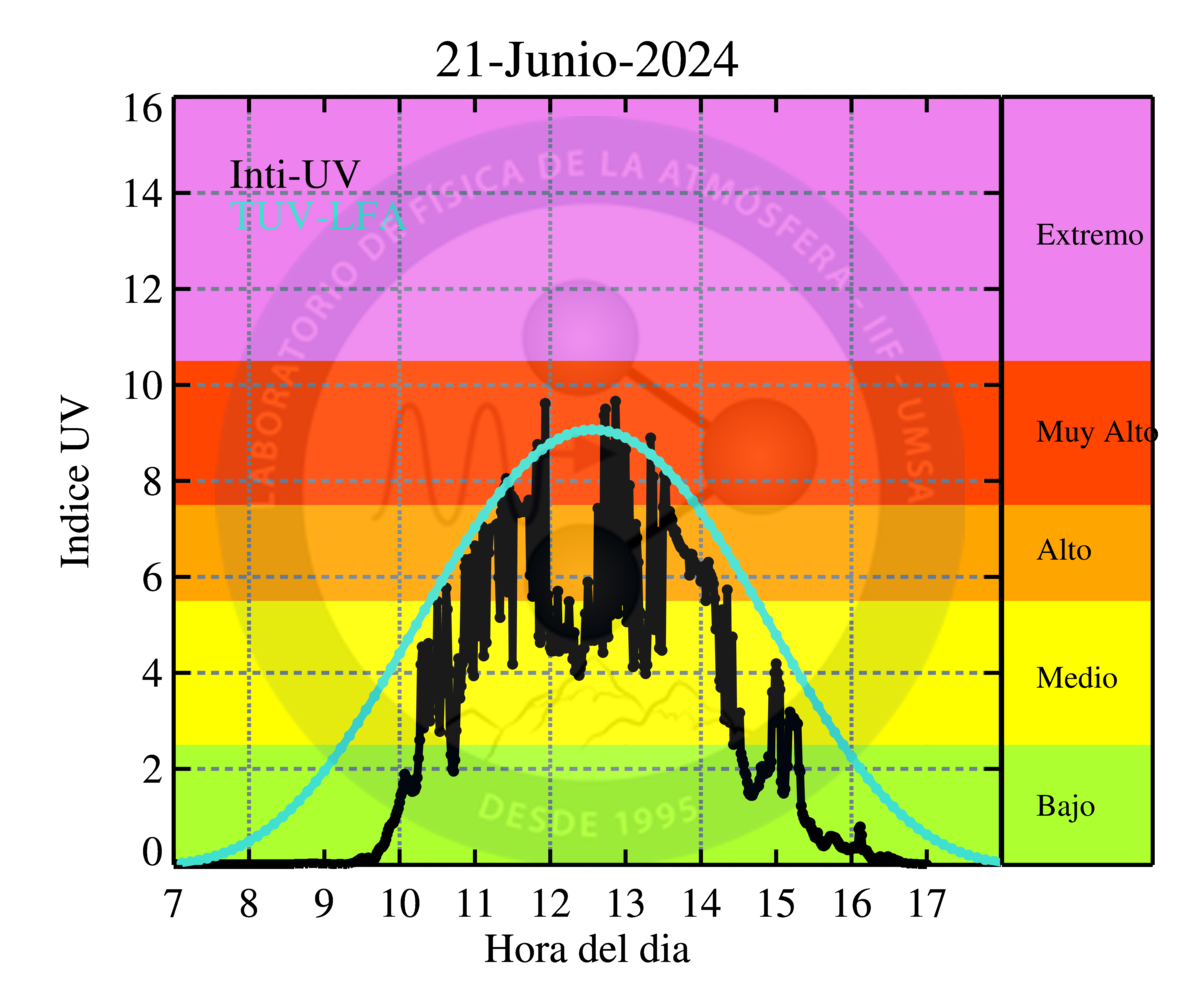 21-Junio-2024
Inti-UV
TUV-LFA
LABORATORIO DE FÍSICA DE LA ATMÓSFERA - IIF - UMSA
DESDE 1995
Indice UV
16
14
12
10
8
6
4
2
0
Extremo
Muy Alto
Alto
Medio
Bajo
7 8 9 10 11 12 13 14 15 16 17
Hora del dia